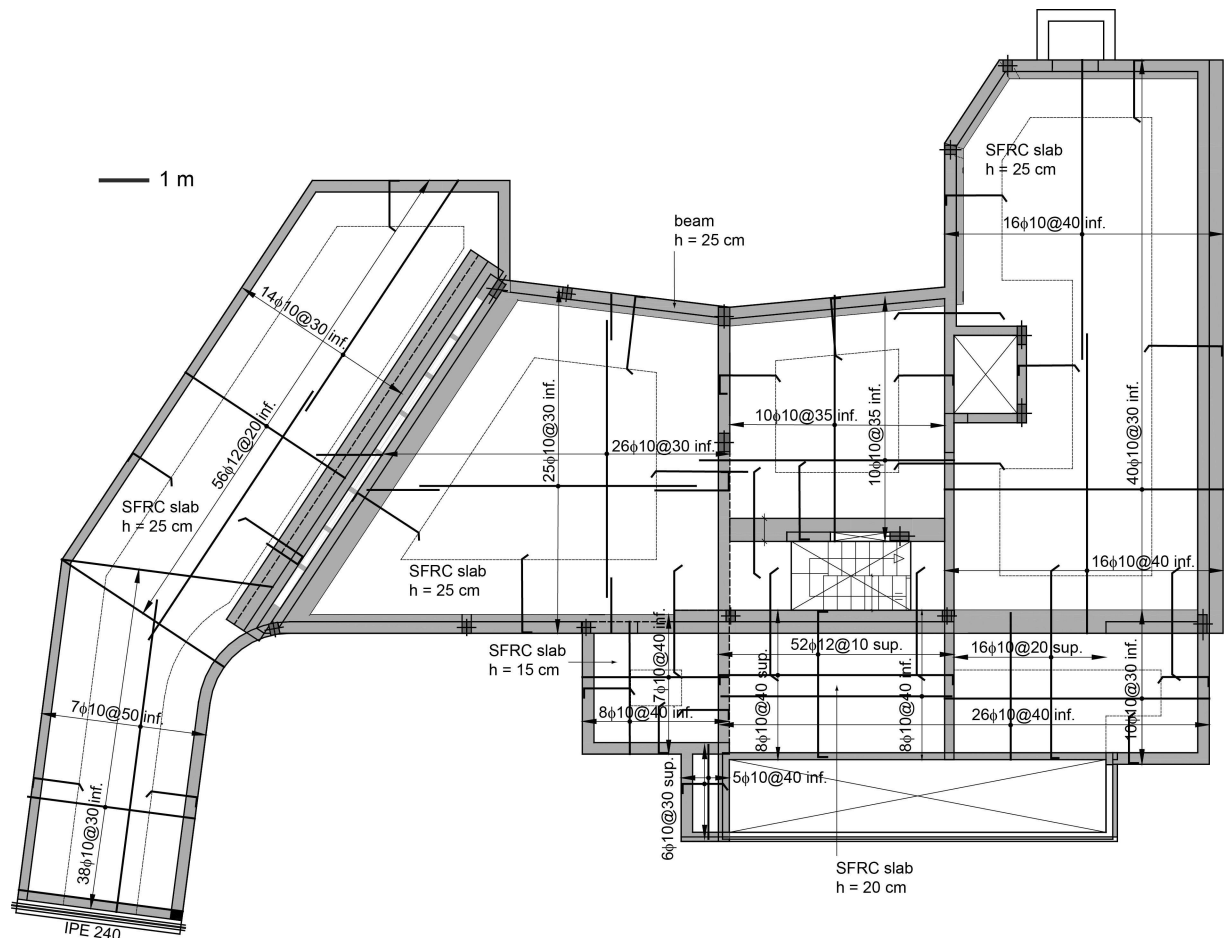 SFRC slab
h = 25 cm
1 m
16ϕ10@40 inf.
beam
h = 25 cm
14ϕ10@30 inf.
56ϕ12@20 inf.
25ϕ10@30 inf.
10ϕ10@35 inf.
10ϕ10@35 inf.
26ϕ10@30 inf.
40ϕ10@30 inf.
SFRC slab
h = 25 cm
SFRC slab
h = 25 cm
16ϕ10@40 inf.
SFRC slab
h = 15 cm
7ϕ10@40 inf.
52ϕ12@10 sup.
16ϕ10@20 sup.
8ϕ10@40 sup.
8ϕ10@40 inf.
10ϕ10@30 inf.
7ϕ10@50 inf.
8ϕ10@40 inf.
26ϕ10@40 inf.
38ϕ10@30 inf.
6ϕ10@30 sup.
5ϕ10@40 inf.
SFRC slab
h = 20 cm
IPE 240